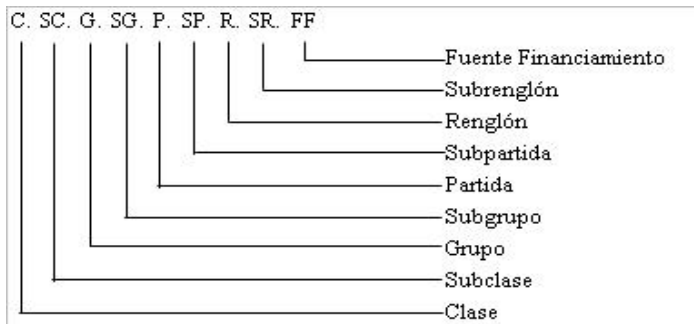 C. SC. G. SG. P. SP. R. SR. FF
Fuente Financiamiento
Subrenglón
Renglón
Subpartida
Partida
Subgrupo
Grupo
Subclase
Clase